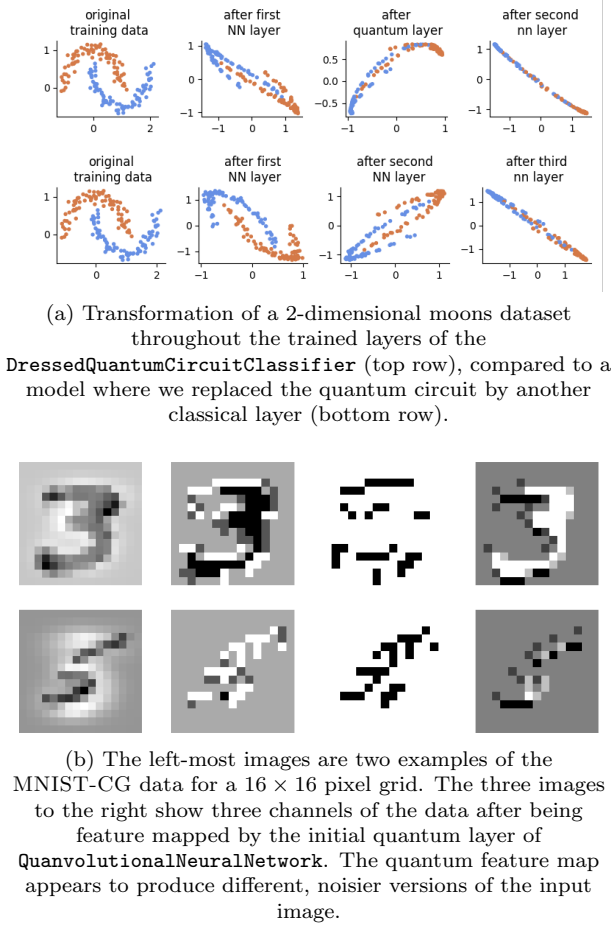 original
training data
after first
NN layer
after
quantum layer
after second
nn layer
1
0
0
2
1
0
−1
−1
0
1
0.5
0.0
−0.5
−1
0
1
1
0
−1
−1
0
1
original
training data
after first
NN layer
after second
NN layer
after third
nn layer
1
0
0
2
1
0
−1
−1
0
1
1
0
−1
−1
0
1
1
0
−1
−1
0
1
(a) Transformation of a 2-dimensional moons dataset
throughout the trained layers of the
DressedQuantumCircuitClassifier (top row), compared to a
model where we replaced the quantum circuit by another
classical layer (bottom row).
(b) The left-most images are two examples of the
MNIST-CG data for a 16 × 16 pixel grid. The three images
to the right show three channels of the data after being
feature mapped by the initial quantum layer of
QuanvolutionalNeuralNetwork. The quantum feature map
appears to produce different, noisier versions of the input
image.